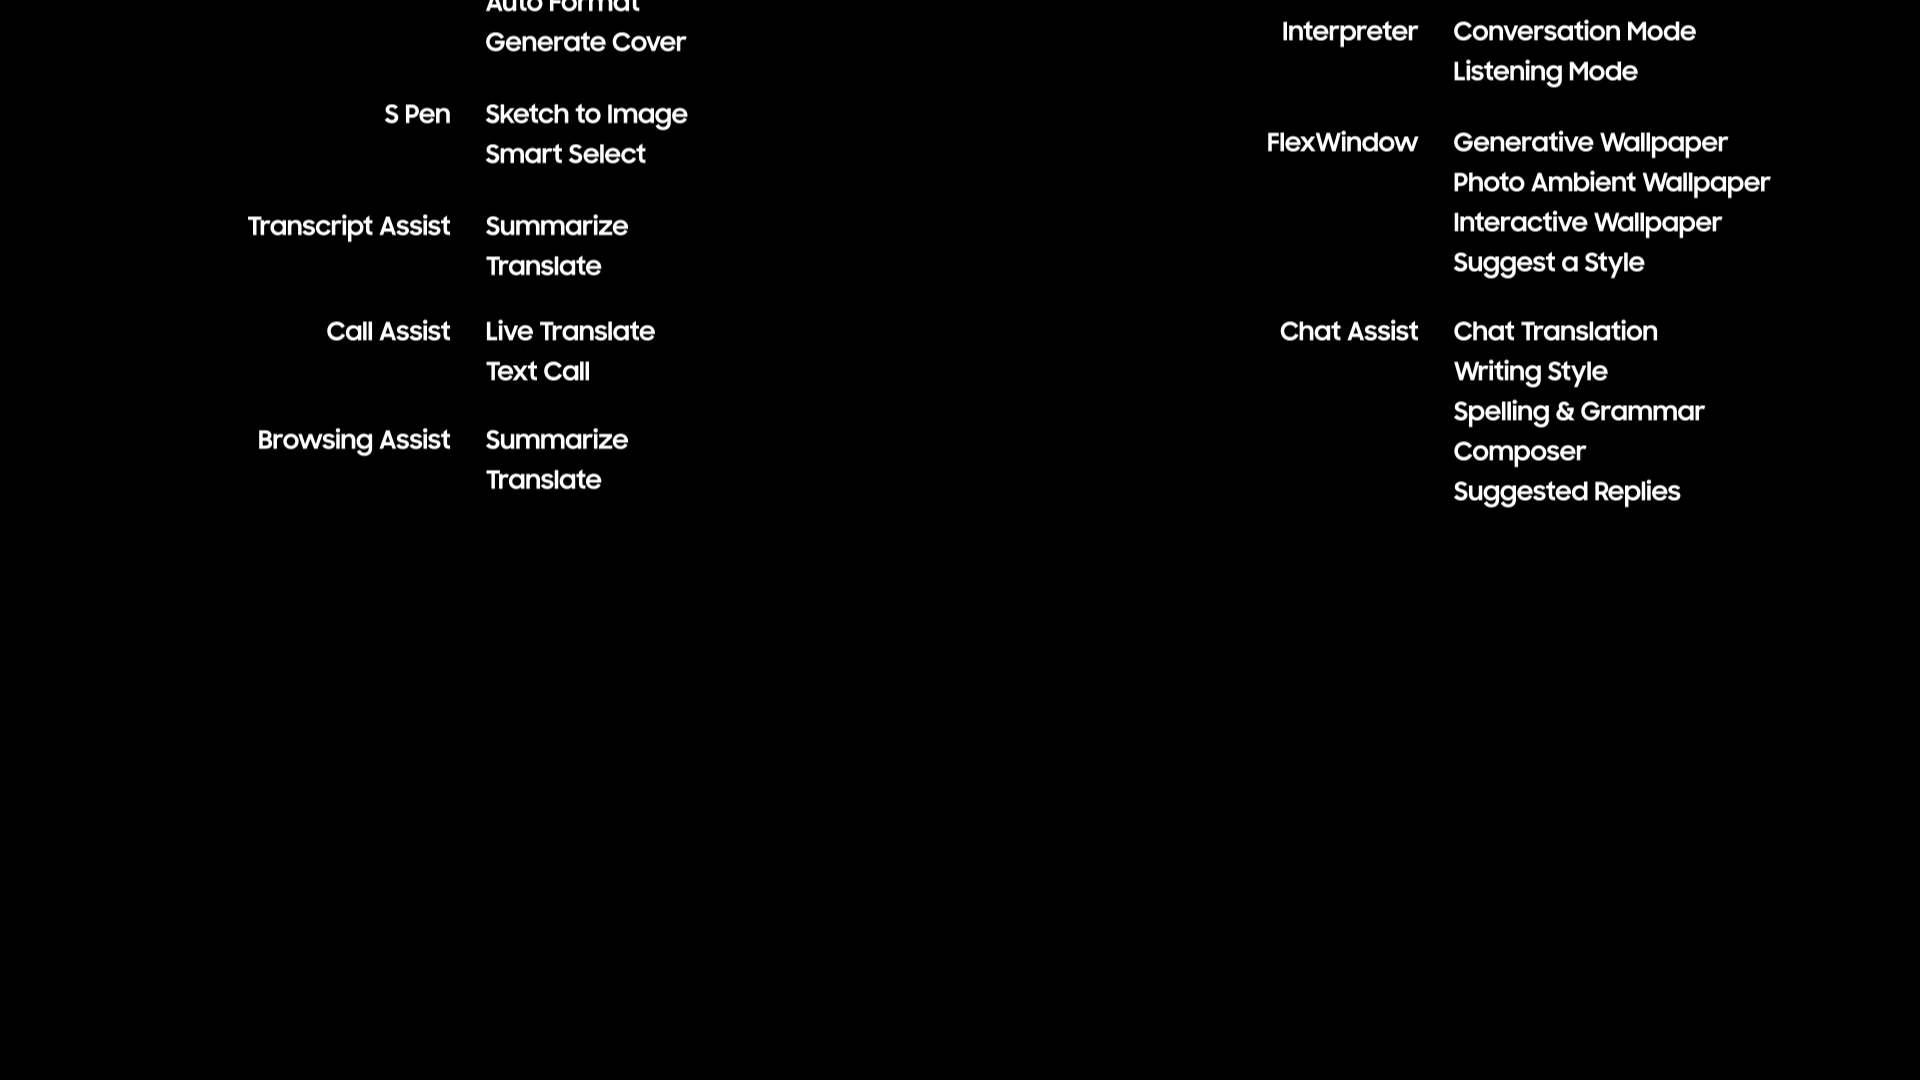 Auto Format
Generate Cover
S Pen Sketch to Image
Smart Select
Transcript Assist Summarize
Translate
Call Assist Live Translate
Text Call
Browsing Assist Summarize
Translate
Interpreter Conversation Mode
Listening Mode
FlexWindow Generative Wallpaper
Photo Ambient Wallpaper
Interactive Wallpaper
Suggest a Style
Chat Assist Chat Translation
Writing Style
Spelling & Grammar
Composer
Suggested Replies